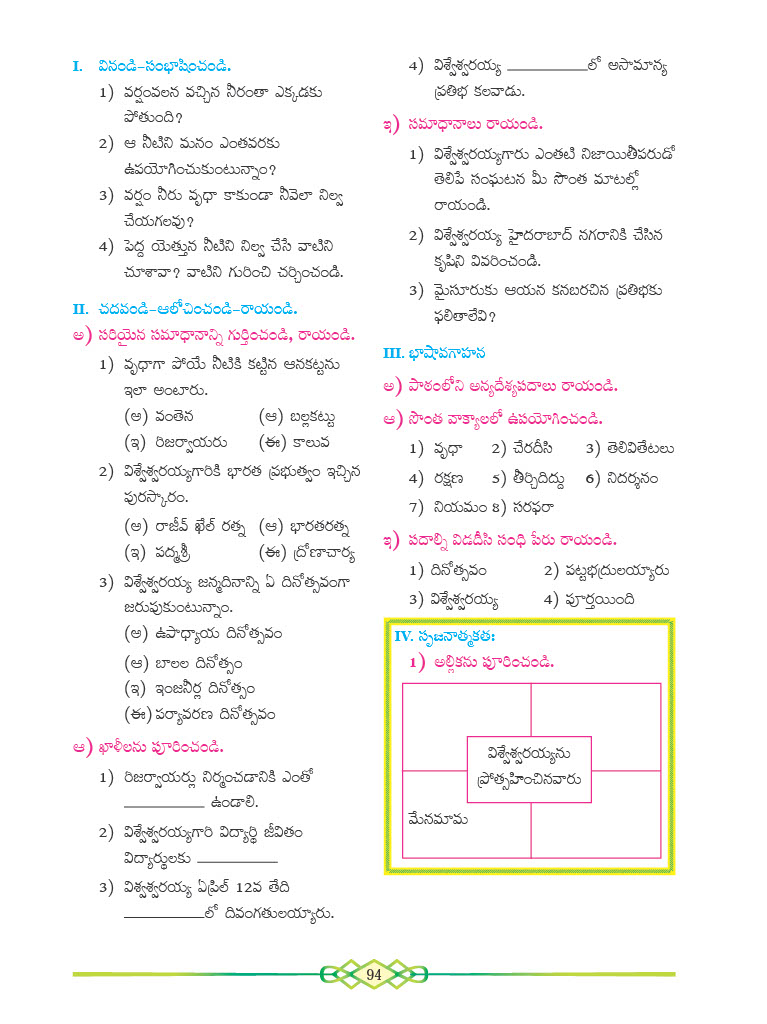 I. వినండి–సంభాషించండి.
1) వర్షంవలన వచ్చిన నీరంతా ఎక్కడకు
పోతుంది?
2) ఆ నీటిని మనం ఎంతవరకు
ఉపయోగించుకుంటున్నాం?
3) వర్షం నీరు వృధా కాకుండా నీవెలా నిల్వ
చేయగలవు?
4) పెద్ద యెత్తున నీటిని నిల్వ చేసే వాటిని
చూశావా? వాటిని గురించి చర్చించండి.
II. చదవండి–ఆలోచించండి–రాయండి.
అ) సరియైన సమాధానాన్ని గుర్తించండి, రాయండి.
1) వృధాగా పోయే నీటికి కట్టిన ఆనకట్టను
ఇలా అంటారు.
(అ) వంతెన (ఆ) బల్లకట్టు
(ఇ) రిజర్వాయరు (ఈ) కాలువ
2) విశ్వేశ్వరయ్యగారికి భారత ప్రభుత్వం ఇచ్చిన
పురస్కారం.
(అ) రాజీవ్ ఖేల్ రత్న (ఆ) భారతరత్న
(ఇ) పద్మశ్రీ (ఈ) ద్రోణాచార్య
3) విశ్వేశ్వరయ్య జన్మదినాన్ని ఏ దినోత్సవంగా
జరుపుకుంటున్నాం.
(అ) ఉపాధ్యాయ దినోత్సవం
(ఆ) బాలల దినోత్సం
(ఇ) ఇంజనీర్ల దినోత్సం
(ఈ) పర్యావరణ దినోత్సవం
ఆ) ఖాళీలను పూరించండి.
1) రిజర్వాయర్లు నిర్మంచడానికి ఎంతో
__________ ఉండాలి.
2) విశ్వేశ్వరయ్యగారి విద్యార్థి జీవితం
విద్యార్థులకు __________
3) విశ్వశ్వరయ్య ఏప్రిల్ 12వ తేది
__________లో దివంగతులయ్యారు.
4) విశ్వేశ్వరయ్య __________లో అసామాన్య
ప్రతిభ కలవాడు.
ఇ) సమాధానాలు రాయండి.
1) విశ్వేశ్వరయ్యగారు ఎంతటి నిజాయితీపరుడో
తెలిపే సంఘటన మీ సొంత మాటల్లో
రాయండి.
2) విశ్వేశ్వరయ్య హైదరాబాద్ నగరానికి చేసిన
కృషిని వివరించండి.
3) మైసూరుకు ఆయన కనబరచిన ప్రతిభకు
ఫలితాలేవి?
III. భాషావగాహన
అ) పాఠంలోని అన్యదేశ్యపదాలు రాయండి.
ఆ) సొంత వాక్యాలలో ఉపయోగించండి.
1) వృధా 2) చేరదీసి 3) తెలివితేటలు
4) రక్షణ 5) తీర్చిదిద్దు 6) నిదర్శనం
7) నియమం 8) సరఫరా
ఇ) పదాల్ని విడదీసి సంధి పేరు రాయండి.
1) దినోత్సవం 2) పట్టభద్రులయ్యారు
3) విశ్వేశ్వరయ్య 4) పూర్తయింది
IV. సృజనాత్మకత:
1) అల్లికను పూరించండి.
విశ్వేశ్వరయ్యను
ప్రోత్సహించినవారు
మేనమామ
94